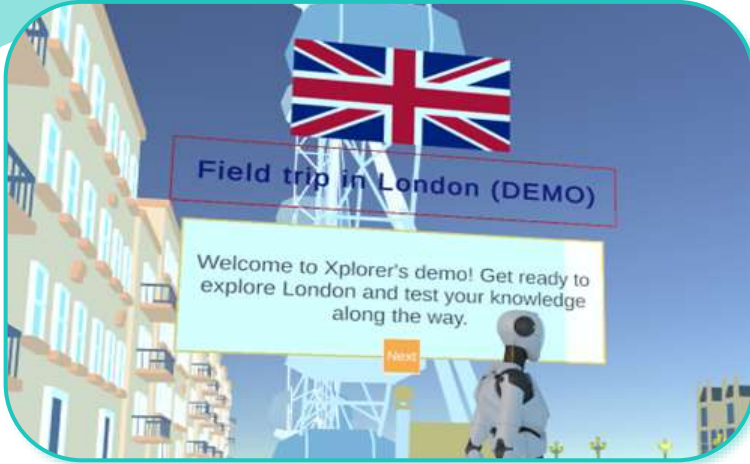 Field trip in London (DEMO)
Welcome to Xplorer's demo! Get ready to
explore London and test your knowledge
along the way.
Next